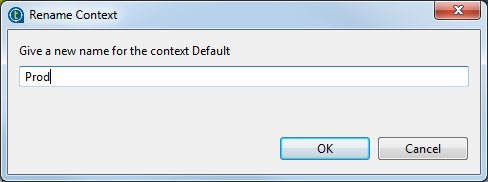 Rename Context
Give a new name for the context Default
Prod
OK
Cancel